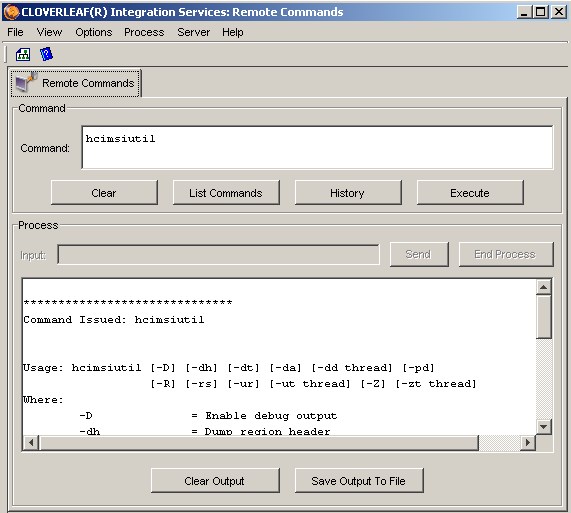 CLOVERLEAF(R) Integration Services: Remote Commands
File View Options Process Server Help
Remote Commands
Command
Command: hcimsiutil
Clear List Commands History Execute
Process
Input: Send End Process
*****************************
Command Issued: hcimsiutil
Usage: hcimsiutil [-D] [-dh] [-dt] [-da] [-dd thread] [-pd]
[-R] [-rs] [-ur] [-ut thread] [-Z] [-zt thread]
Where:
-D = Enable debug output
-dh = Dump region header
Clear Output Save Output To File